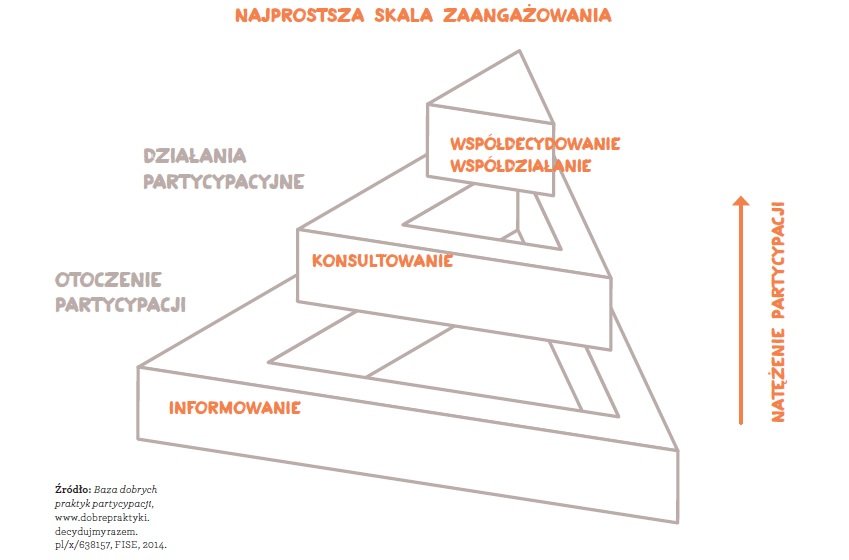 NAJPROSTSZA SKALA ZAANGAŻOWANIA
WSPÓŁDECYDOWANIE
WSPÓŁDZIAŁANIE
DZIAŁANIA
PARTYCYPACYJNE
KONSULTOWANIE
OTOCZENIE
PARTYCYPACJI
INFORMOWANIE
NATĘŻENIE PARTYCYPACJI
Źródło: Baza dobrych
praktyk partycypacji,
www.dobrepraktyki.
decydujmyrazem.
pl/x/638157, FISE, 2014.